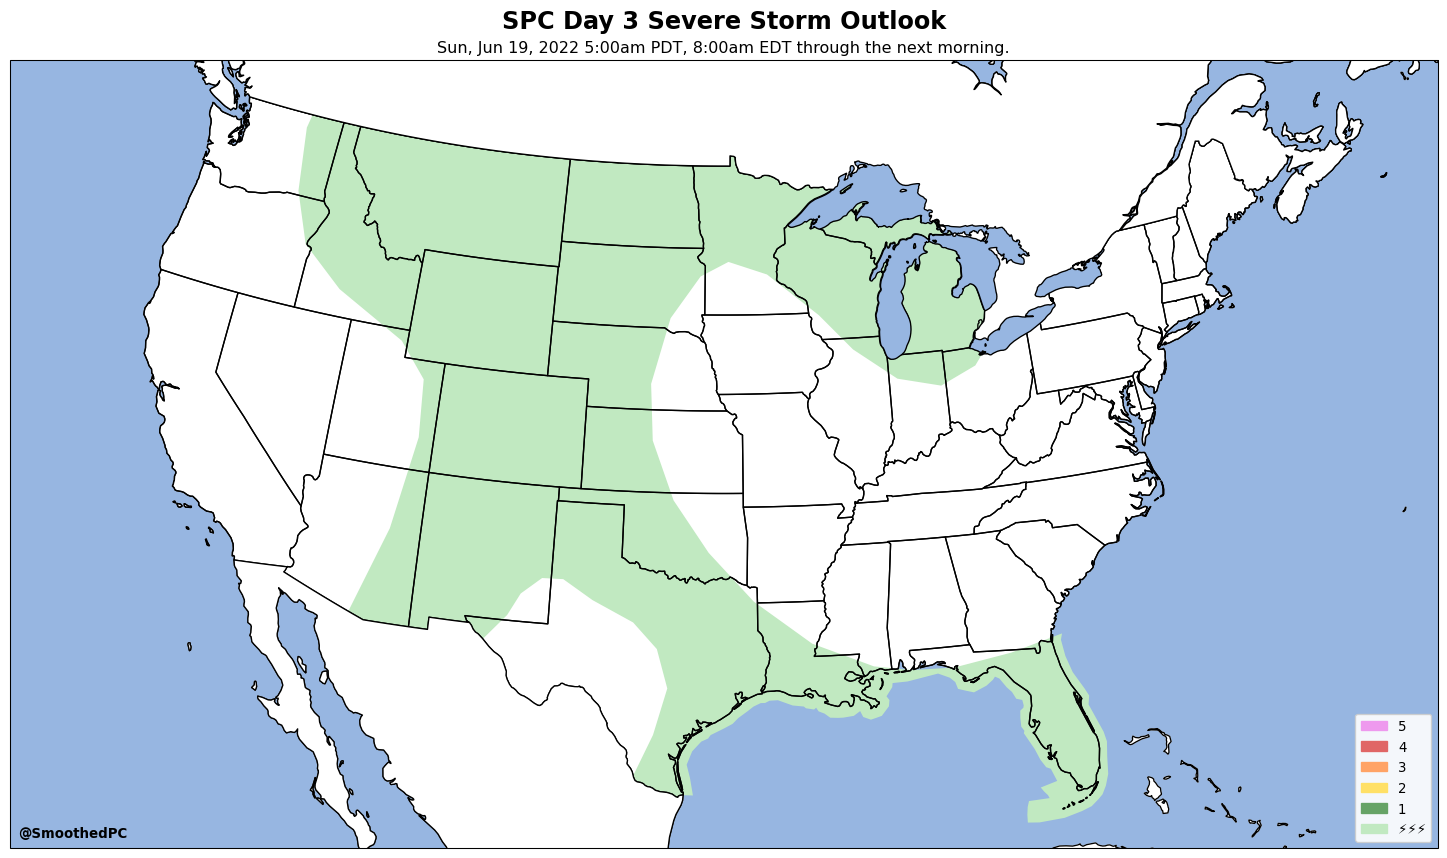 SPC Day 3 Severe Storm Outlook
Sun, Jun 19, 2022 5:00am PDT, 8:00am EDT through the next morning.
5
4
3
2
1
⚡⚡⚡
@SmoothedPC